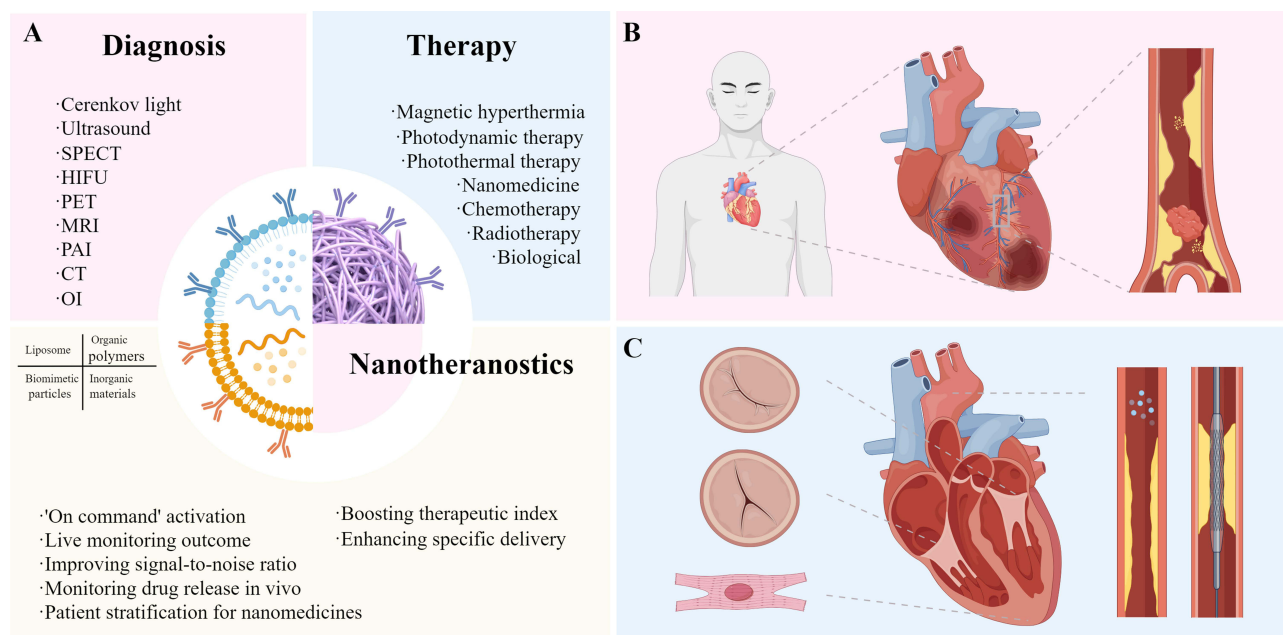 A
Diagnosis
·Cerenkov light
·Ultrasound
·SPECT
·HIFU
·PET
·MRI
·PAI
·CT
·OI
Therapy
·Magnetic hyperthermia
·Photodynamic therapy
·Photothermal therapy
·Nanomedicine
·Chemotherapy
·Radiotherapy
·Biological
Liposome
Organic
polymers
Biomimetic
particles
Inorganic
materials
Nanotheranostics
·'On command' activation
·Live monitoring outcome
·Improving signal-to-noise ratio
·Monitoring drug release in vivo
·Patient stratification for nanomedicines
·Boosting therapeutic index
·Enhancing specific delivery
B
C